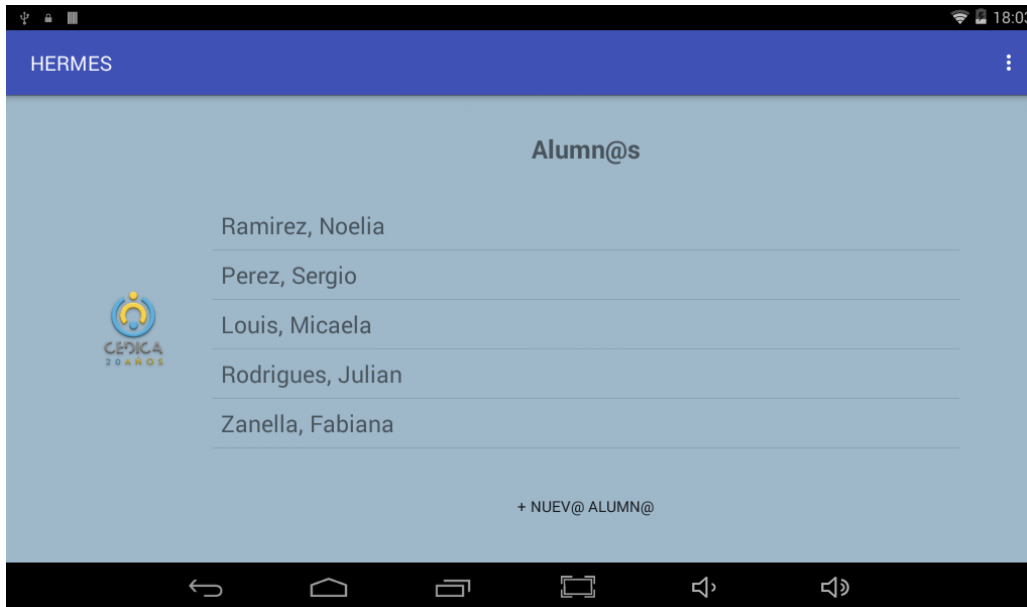 18:03
HERMES
Alumn@s
Ramirez, Noelia
Perez, Sergio
Louis, Micaela
Rodrigues, Julian
Zanella, Fabiana
CEDICA
20 AÑOS
+ NUEV@ ALUMN@